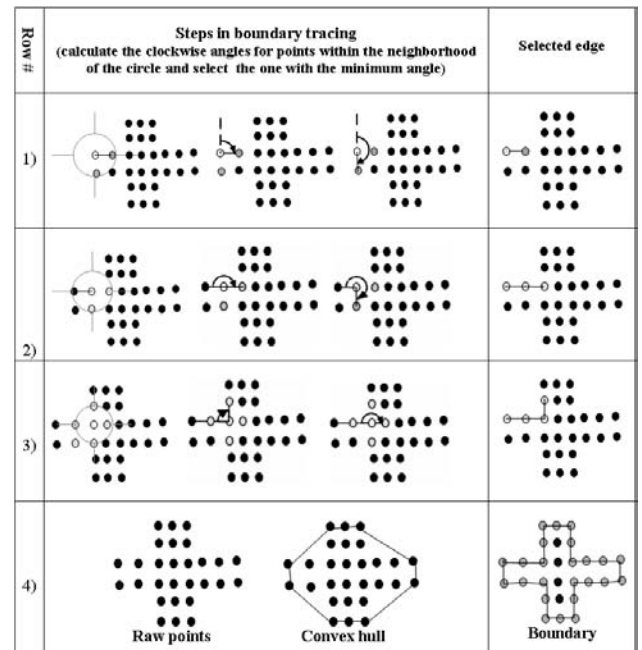 Row #
Steps in boundary tracing
(calculate the clockwise angles for points within the neighborhood
of the circle and select the one with the minimum angle)
Selected edge
1)
2)
3)
4)
Raw points
Convex hull
Boundary